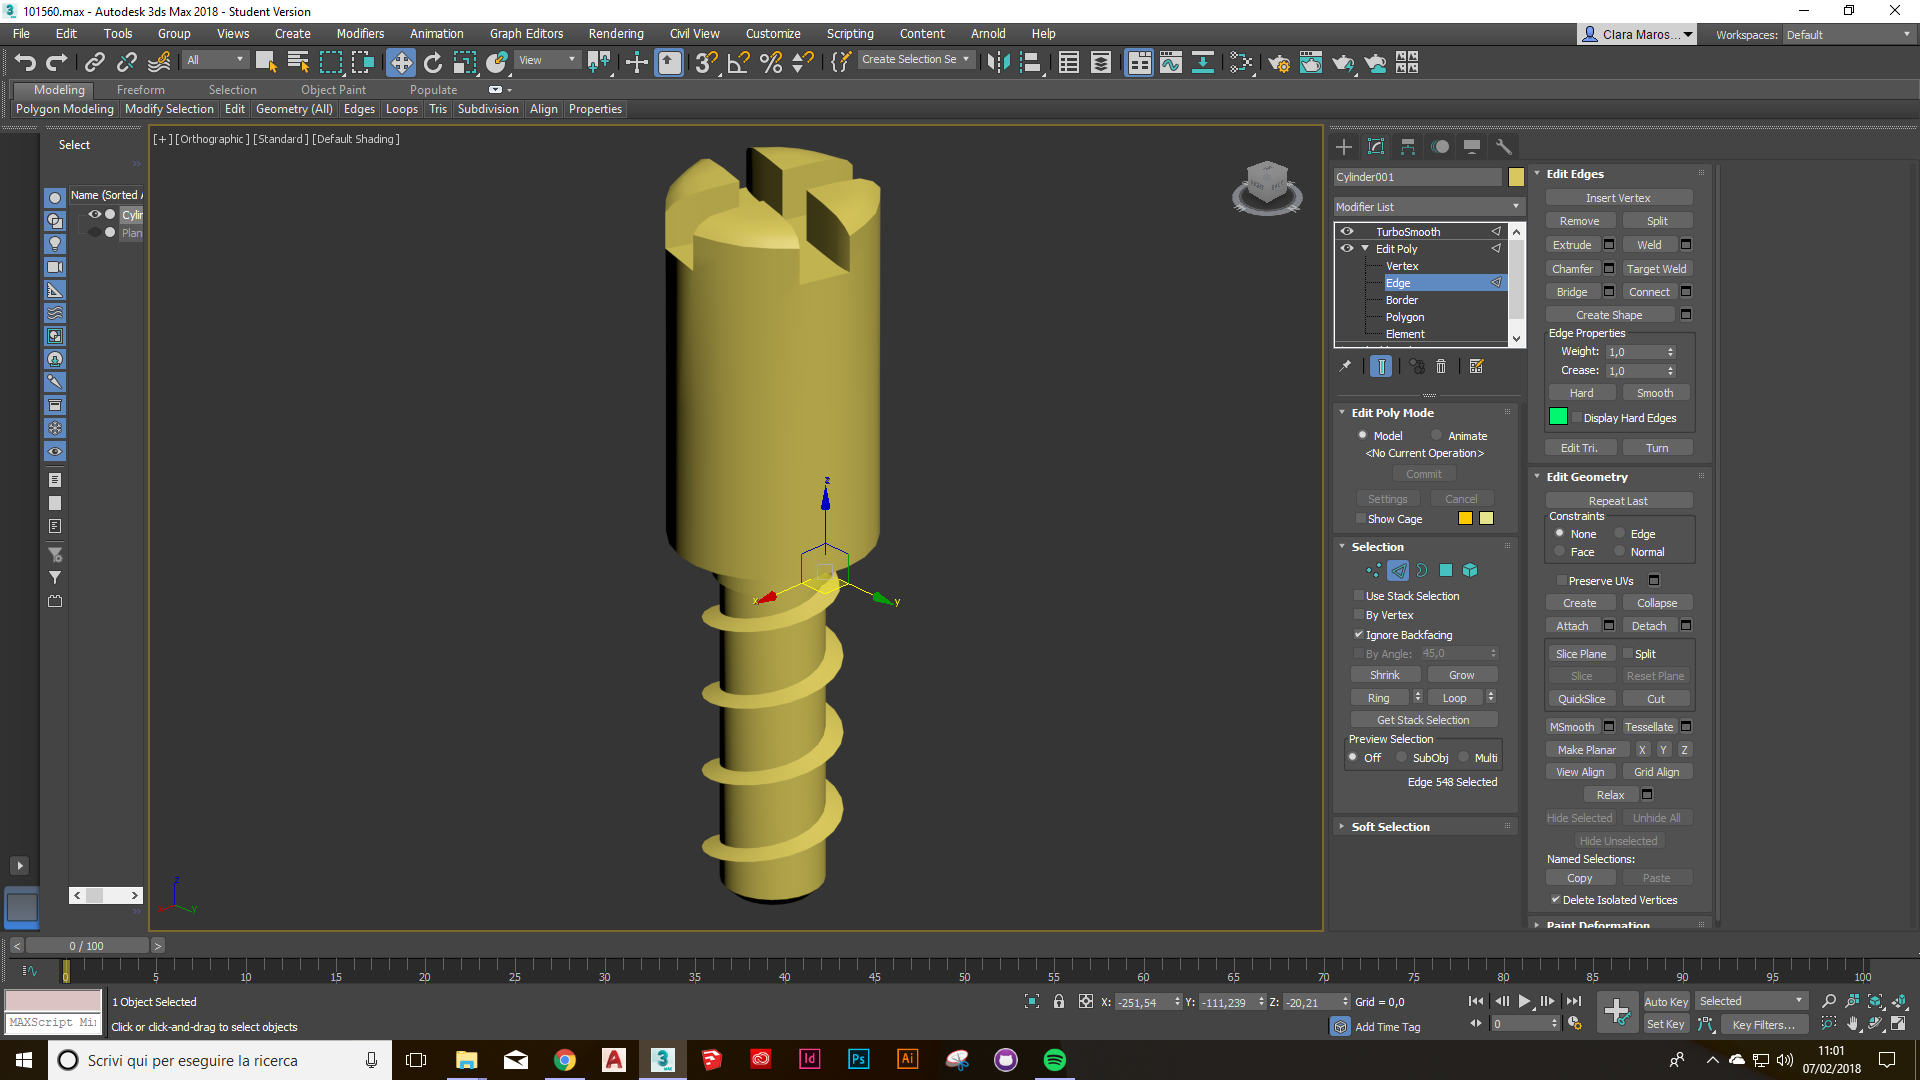 101560.max - Autodesk 3ds Max 2018 - Student Version
File Edit Tools Group Views Create Modifiers Animation Graph Editors Rendering Civil View Customize Scripting Content Arnold Help
Clara Maros...
Workspaces: Default
All
View
Create Selection Se
Modeling Freeform Selection Object Paint Populate
Polygon Modeling Modify Selection Edit Geometry (All) Edges Loops Tris Subdivision Align Properties
Select
Name (Sorted A
Cylin
Plan
[+] [Orthographic] [Standard] [Default Shading]
z
x
y
Cylinder001
Modifier List
TurboSmooth
Edit Poly
Vertex
Edge
Border
Polygon
Element
Edit Poly Mode
Model Animate
<No Current Operation>
Commit
Settings Cancel
Show Cage
Selection
Use Stack Selection
By Vertex
Ignore Backfacing
By Angle: 45,0
Shrink Grow
Ring Loop
Get Stack Selection
Preview Selection
Off SubObj Multi
Edge 548 Selected
Soft Selection
Edit Edges
Insert Vertex
Remove Split
Extrude Weld
Chamfer Target Weld
Bridge Connect
Create Shape
Edge Properties
Weight: 1,0
Crease: 1,0
Hard Smooth
Display Hard Edges
Edit Tri. Turn
Edit Geometry
Repeat Last
Constraints
None Edge
Face Normal
Preserve UVs
Create Collapse
Attach Detach
Slice Plane Split
Slice Reset Plane
QuickSlice Cut
MSmooth Tessellate
Make Planar X Y Z
View Align Grid Align
Relax
Hide Selected Unhide All
Hide Unselected
Named Selections:
Copy Paste
Delete Isolated Vertices
Paint Deformation
0 / 100
0 5 10 15 20 25 30 35 40 45 50 55 60 65 70 75 80 85 90 95 100
1 Object Selected
MAXScript Mi
Click or click-and-drag to select objects
X: -251,54 Y: -111,239 Z: -20,21 Grid = 0,0
Add Time Tag
0
Auto Key Selected
Set Key Key Filters...
Scrivi qui per eseguire la ricerca
11:01
07/02/2018